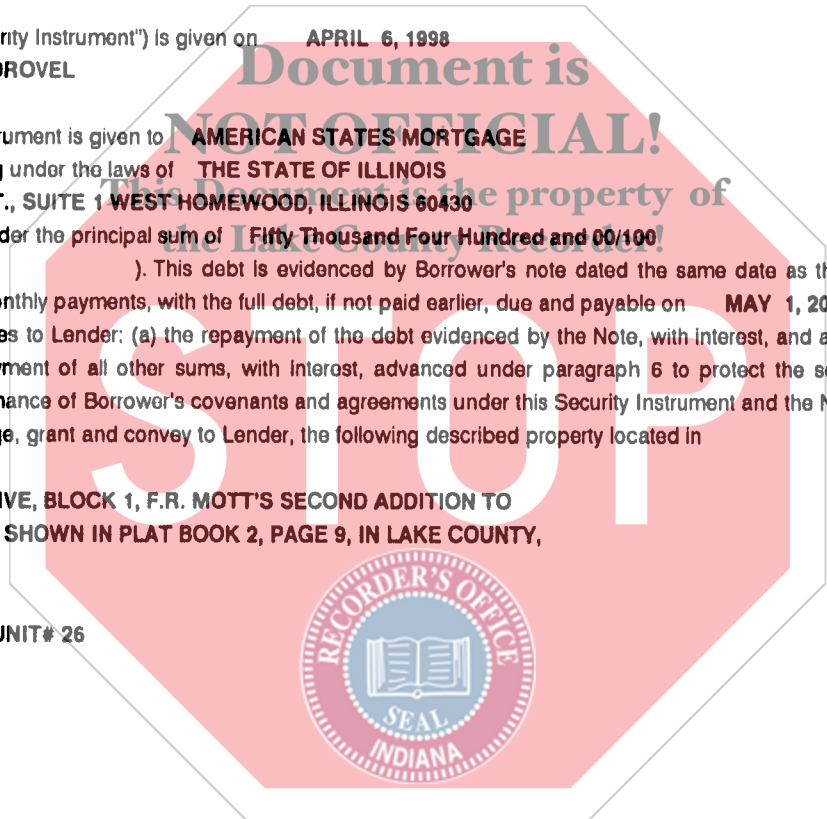 rity Instrument") is given on APRIL 6, 1998
Document is
ROVEL
NOT OFFICIAL!
rument is given to AMERICAN STATES MORTGAGE
under the laws of THE STATE OF ILLINOIS
This Document is the property of
T., SUITE 1 WEST HOMEWOOD, ILLINOIS 60430
the Lake County Recorder!
der the principal sum of Fifty Thousand Four Hundred and 00/100
). This debt is evidenced by Borrower's note dated the same date as th
nthly payments, with the full debt, if not paid earlier, due and payable on MAY 1, 20
es to Lender: (a) the repayment of the debt evidenced by the Note, with interest, and a
ment of all other sums, with interest, advanced under paragraph 6 to protect the se
nance of Borrower's covenants and agreements under this Security Instrument and the N
e, grant and convey to Lender, the following described property located in
STOP
IVE, BLOCK 1, F.R. MOTT'S SECOND ADDITION TO
SHOWN IN PLAT BOOK 2, PAGE 9, IN LAKE COUNTY,
RECORDER'S OFFICE
UNIT# 26
SEAL
INDIANA